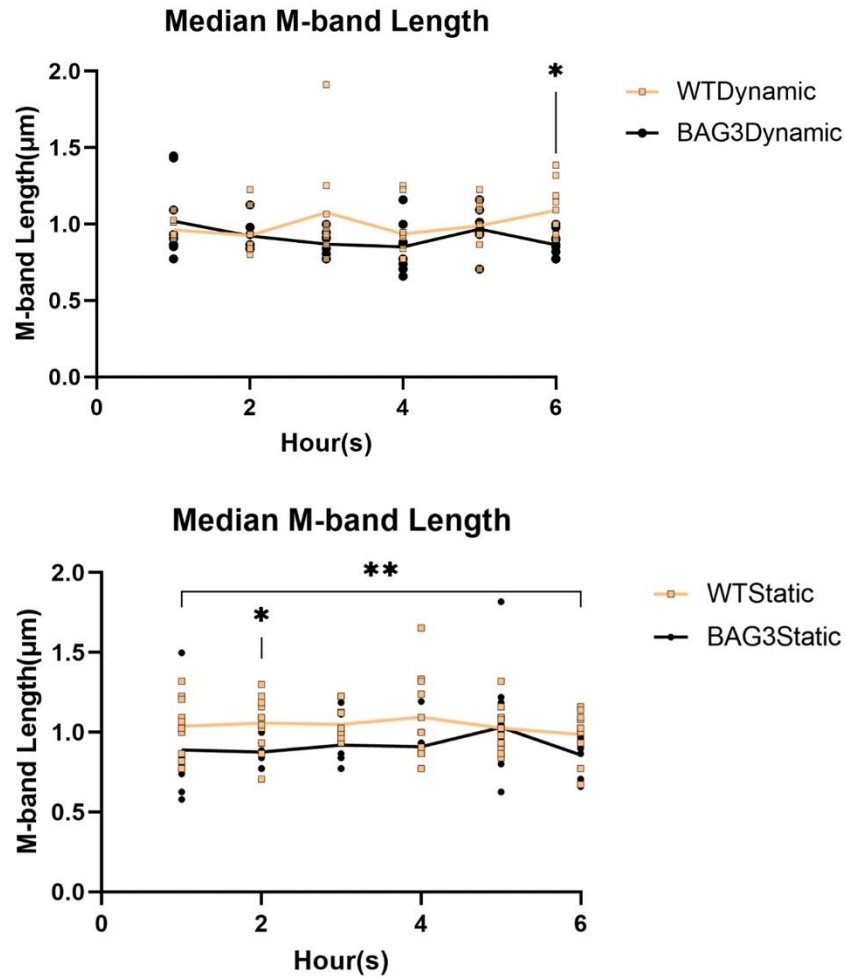 Median M-band Length
2.0
1.5
1.0
0.5
0.0
0 2 4 6
M-band Length(μm)
Hour(s)
*
WTDynamic
BAG3Dynamic
Median M-band Length
2.0
1.5
1.0
0.5
0.0
0 2 4 6
M-band Length(μm)
Hour(s)
**
*
WTStatic
BAG3Static